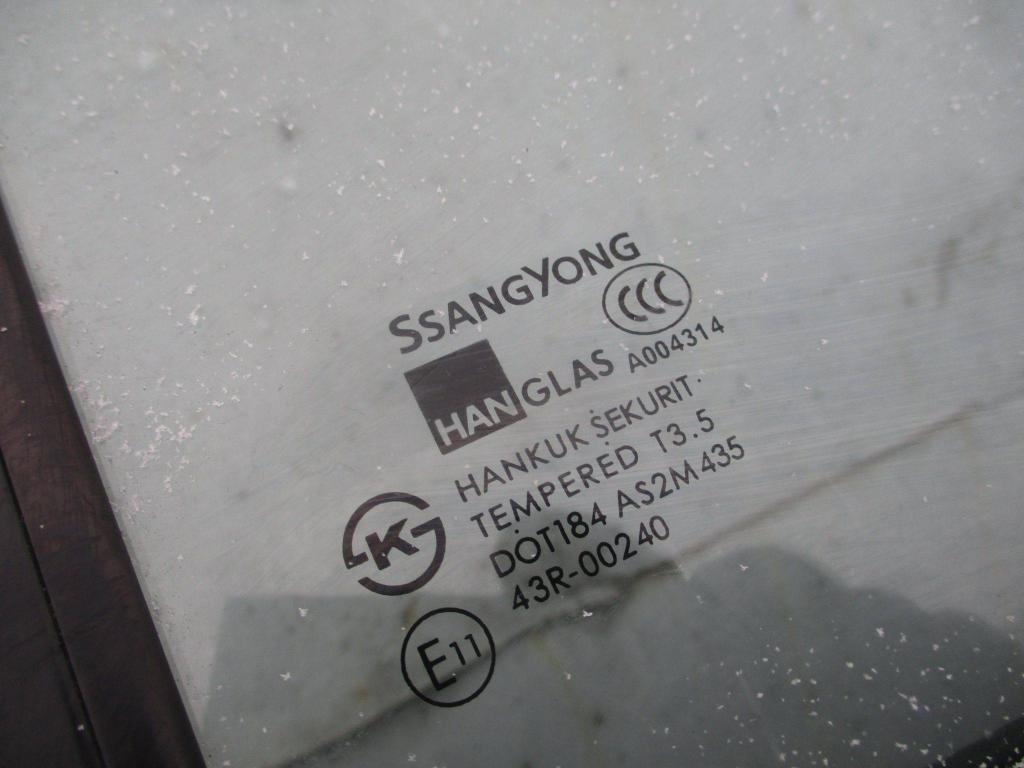 SSANGYONG
CCC
HANGLAS A004314
HANKUK SEKURIT
TEMPERED T3.5
K
DOT184 AS2M435
43R-00240
E11